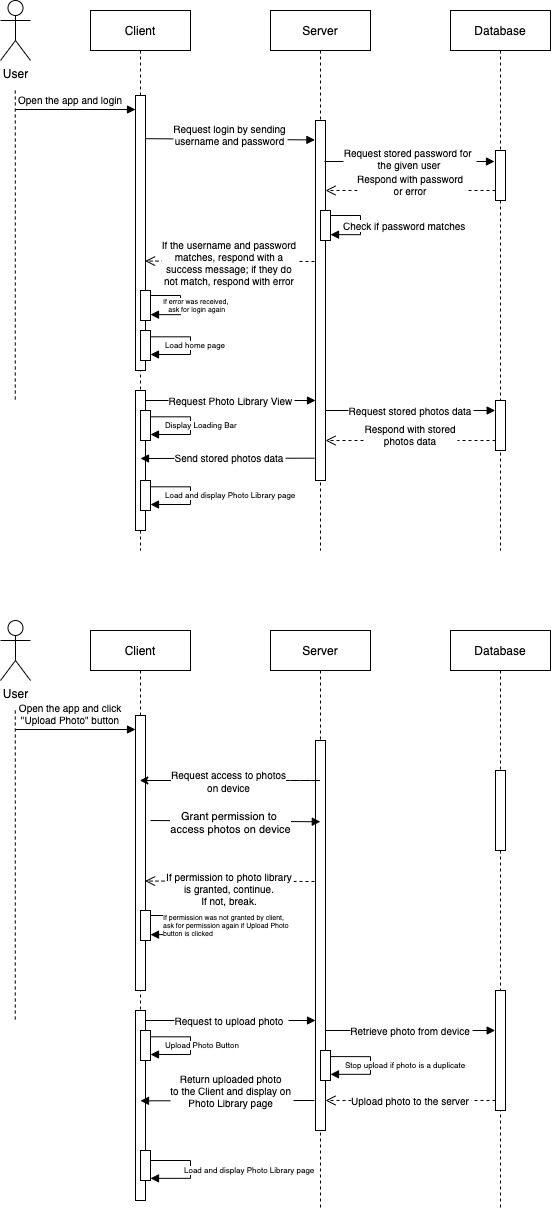 Client
Server
Database
User
Open the app and login
Request login by sending
username and password
Request stored password for
the given user
Respond with password
or error
Check if password matches
If the username and password
matches, respond with a
success message; if they do
not match, respond with error
If error was received,
ask for login again
Load home page
Request Photo Library View
Request stored photos data
Display Loading Bar
Respond with stored
photos data
Send stored photos data
Load and display Photo Library page
Client
Server
Database
User
Open the app and click
"Upload Photo" button
Request access to photos
on device
Grant permission to
access photos on device
If permission to photo library
is granted, continue.
If not, break.
If permission was not granted by client,
ask for permission again if Upload Photo
button is clicked
Request to upload photo
Retrieve photo from device
Upload Photo Button
Stop upload if photo is a duplicate
Return uploaded photo
to the Client and display on
Photo Library page
Upload photo to the server
Load and display Photo Library page